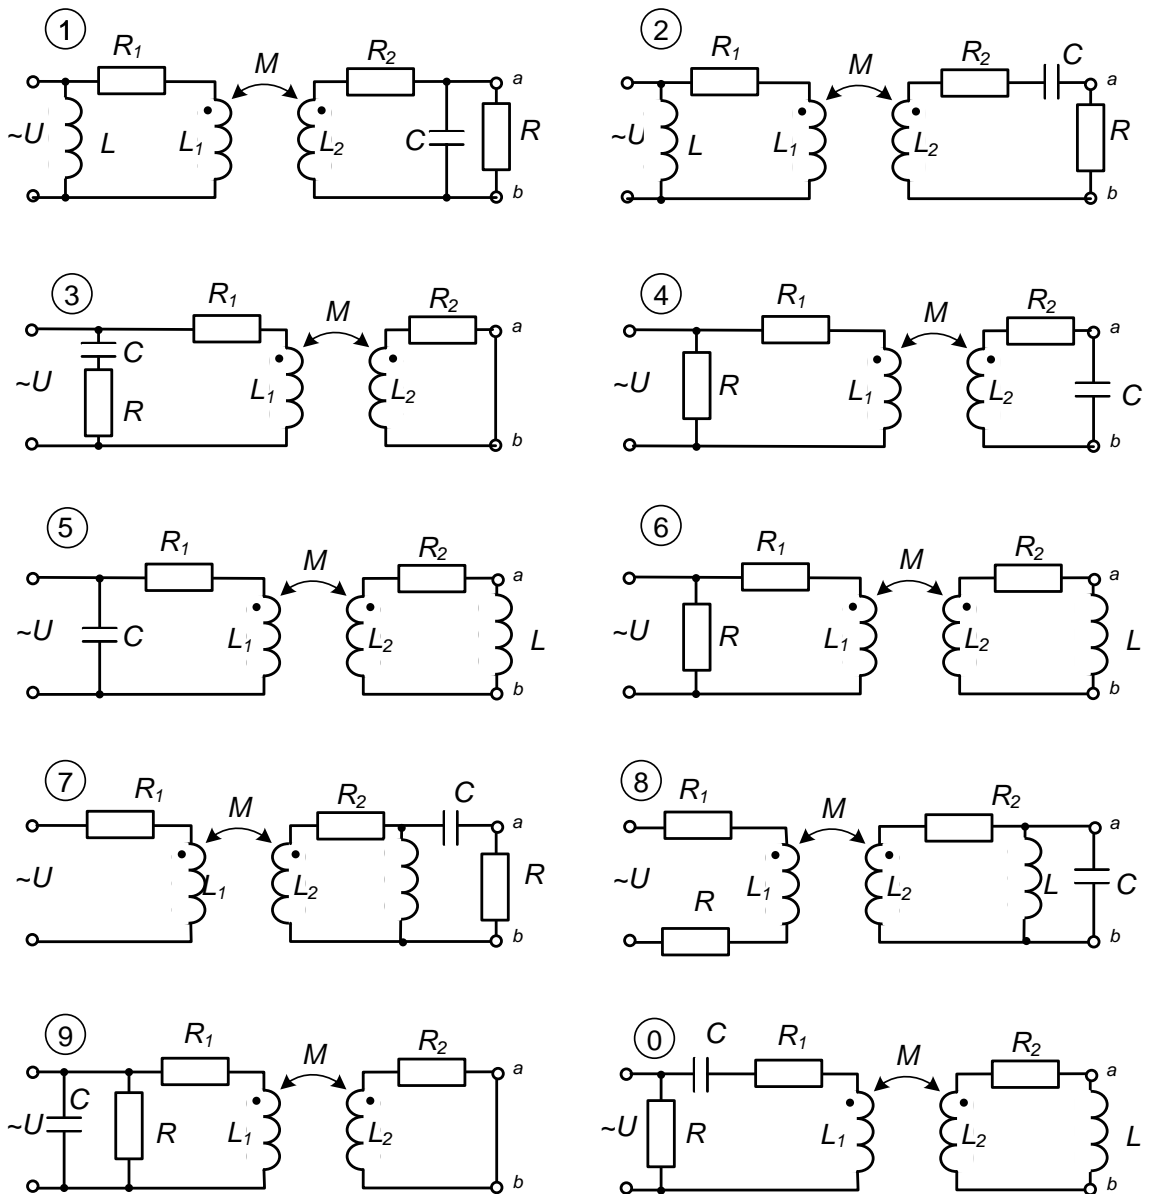 1 R1 M R2 a
~U L L1 L2 C R
b
2 R1 M R2 C a
~U L L1 L2 R
b
3 R1 M R2 a
~U C R L1 L2
b
4 R1 M R2 a
~U R L1 L2 C
b
5 R1 M R2 a
~U C L1 L2 L
b
6 R1 M R2 a
~U R L1 L2 L
b
7 R1 M R2 C a
~U L1 L2 R
b
8 R1 M R2 a
~U R L1 L2 L C
b
9 R1 M R2 a
~U C R L1 L2
b
0 C R1 M R2 a
~U R L1 L2 L
b